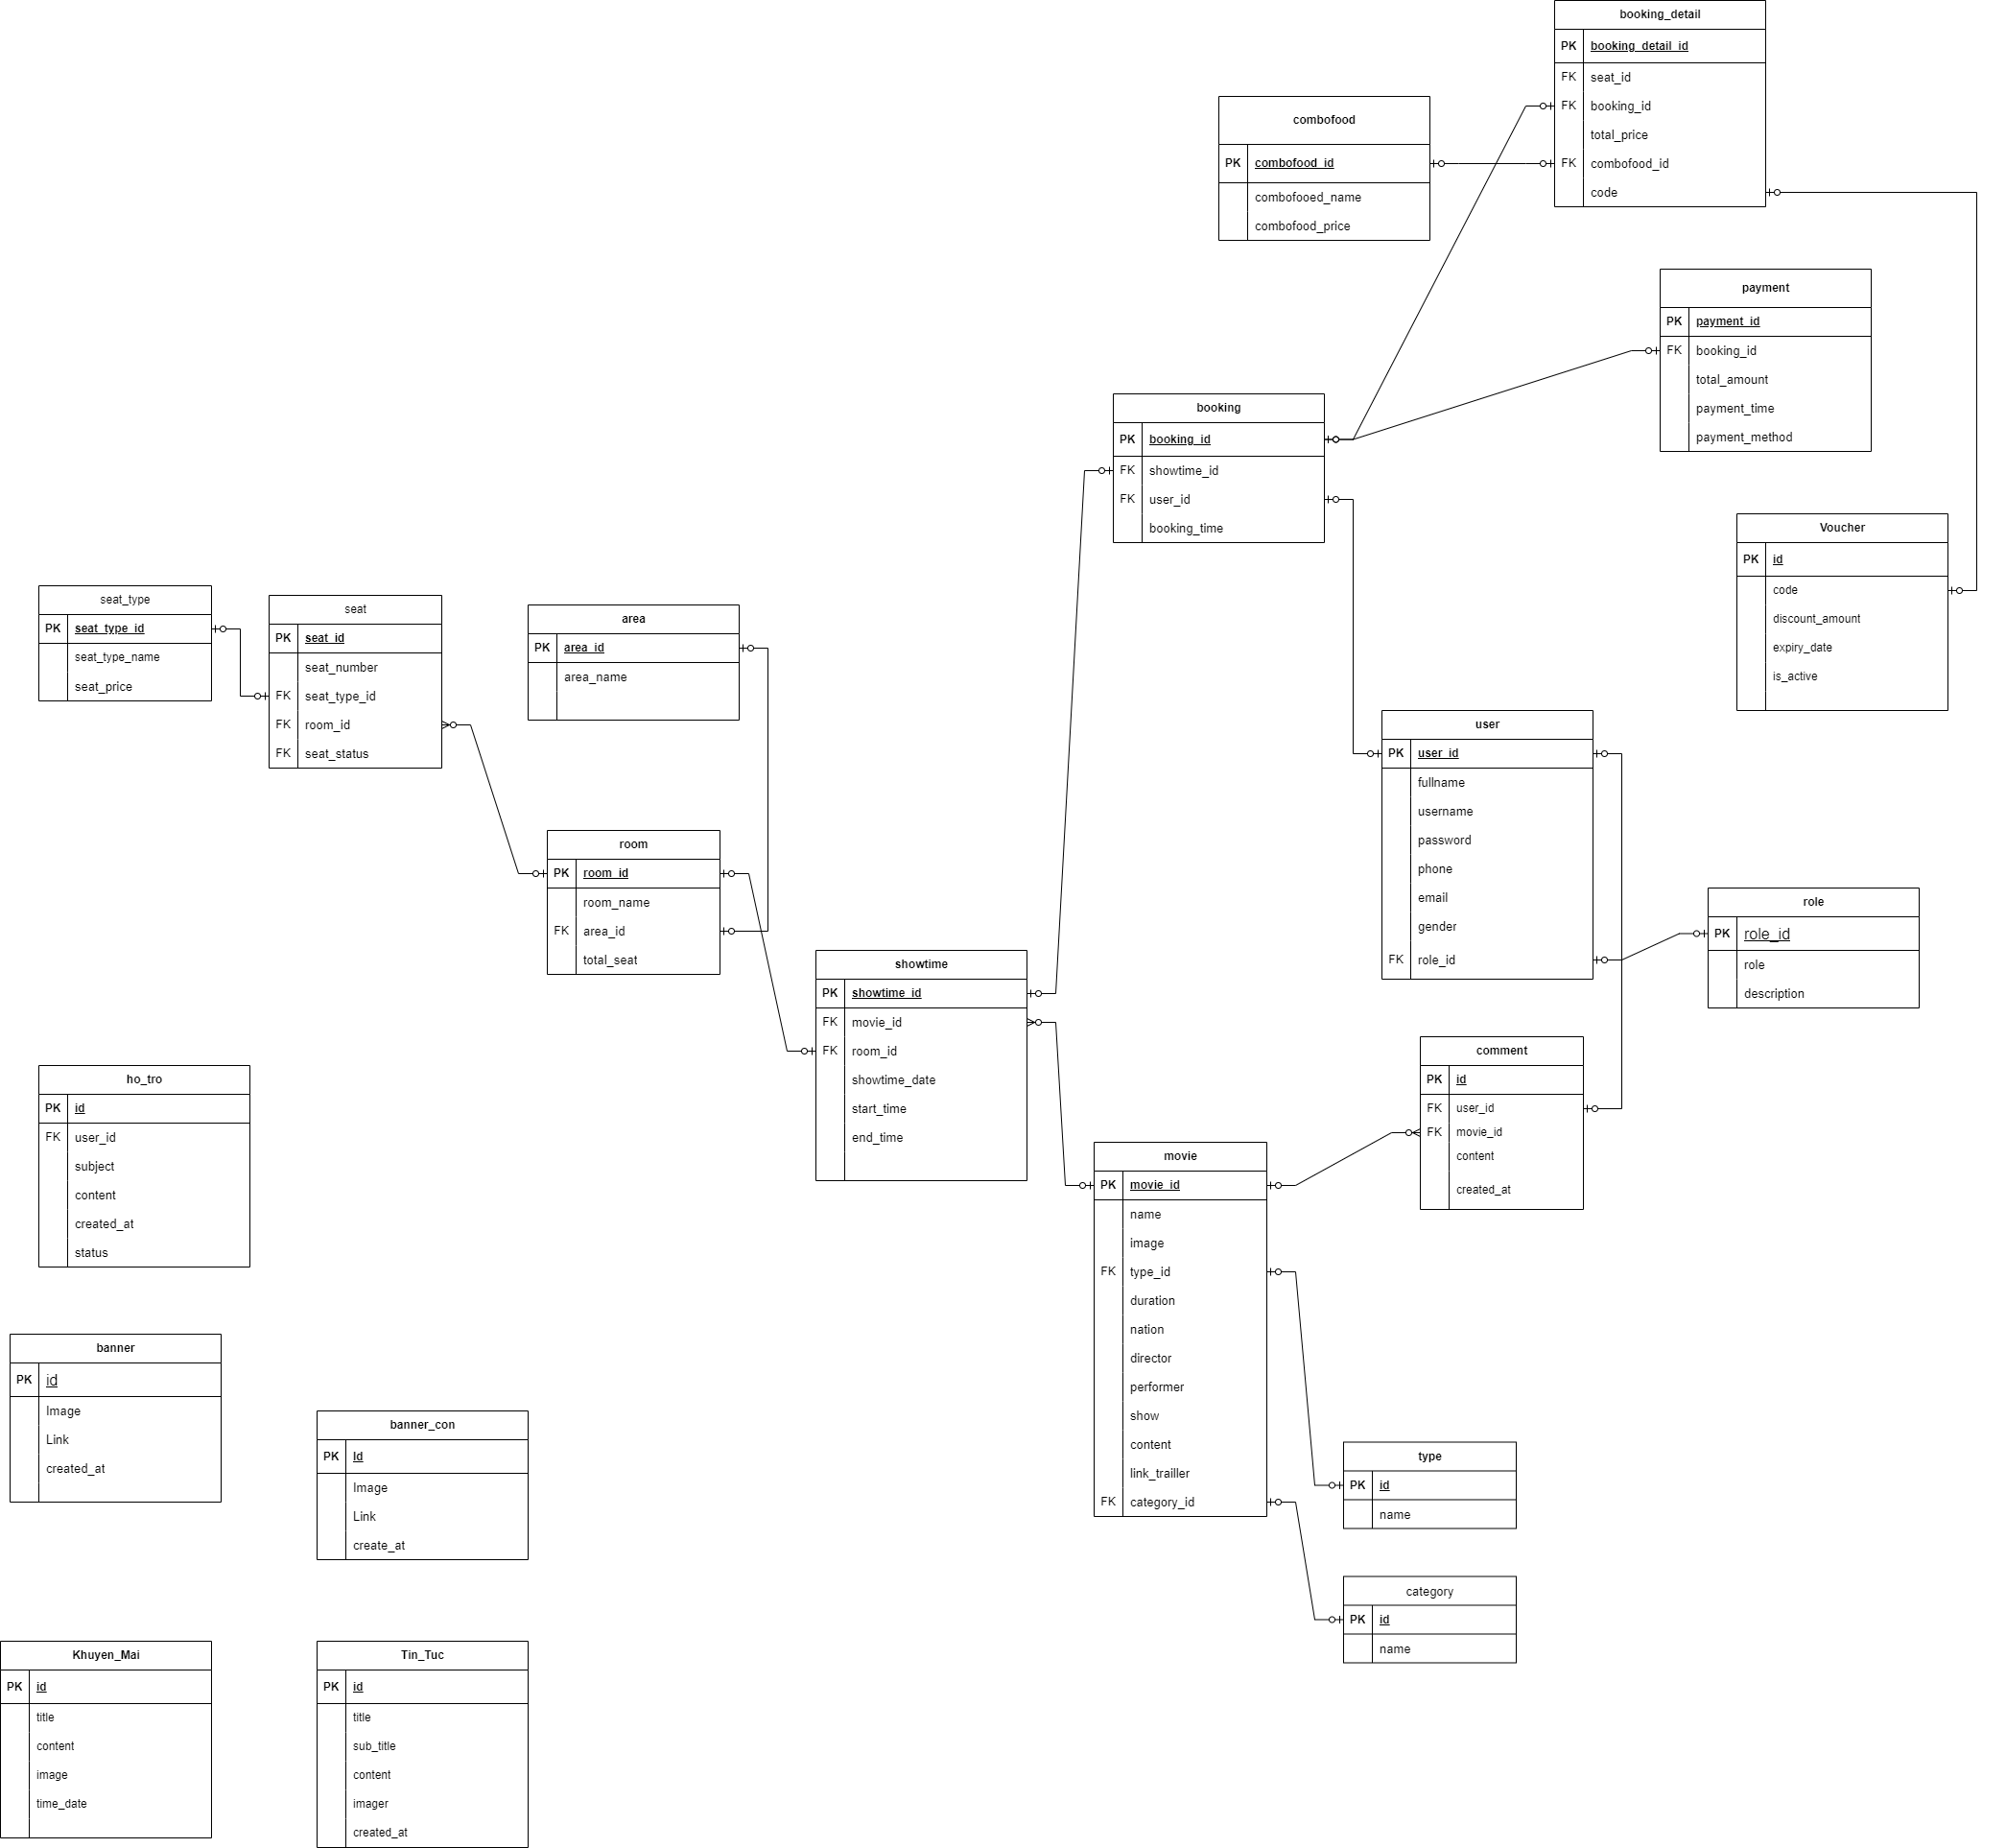 booking_detail
PK booking_detail_id
FK seat_id
FK booking_id
total_price
FK combofood_id
code
combofood
PK combofood_id
combofooed_name
combofood_price
payment
PK payment_id
FK booking_id
total_amount
payment_time
payment_method
booking
PK booking_id
FK showtime_id
FK user_id
booking_time
Voucher
PK id
code
discount_amount
expiry_date
is_active
seat_type
PK seat_type_id
seat_type_name
seat_price
seat
PK seat_id
seat_number
FK seat_type_id
FK room_id
FK seat_status
area
PK area_id
area_name
user
PK user_id
fullname
username
password
phone
email
gender
FK role_id
room
PK room_id
room_name
FK area_id
total_seat
role
PK role_id
role
description
showtime
PK showtime_id
FK movie_id
FK room_id
showtime_date
start_time
end_time
comment
PK id
FK user_id
FK movie_id
content
created_at
ho_tro
PK id
FK user_id
subject
content
created_at
status
movie
PK movie_id
name
image
FK type_id
duration
nation
director
performer
show
content
link_trailler
FK category_id
banner
PK id
Image
Link
created_at
banner_con
PK Id
Image
Link
create_at
type
PK id
name
category
PK id
name
Khuyen_Mai
PK id
title
content
image
time_date
Tin_Tuc
PK id
title
sub_title
content
imager
created_at